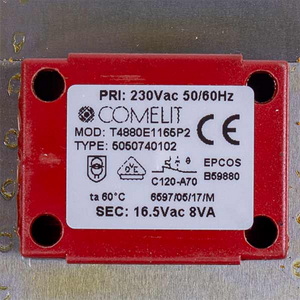 PRI: 230Vac 50/60Hz
COMELIT
MOD: T4880E1165P2
TYPE: 5050740102
CE
EPCOS
B59880
C120-A70
ta 60°C
6597/05/17/M
SEC: 16.5Vac 8VA